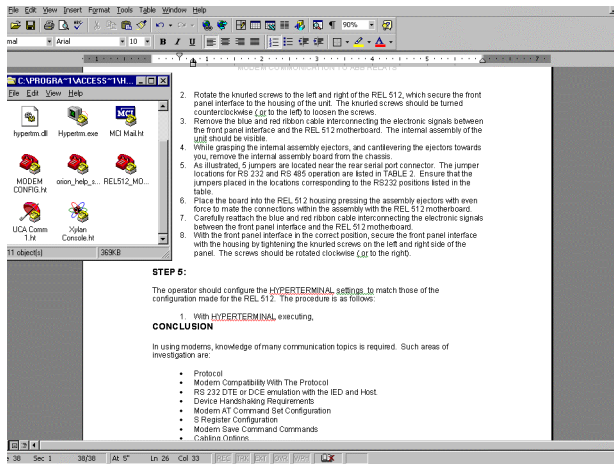 File Edit View Insert Format Tools Table Window Help
90%
mal Arial 10 B I U
C:\PROGRA~1\ACCESS~1\H...
File Edit View Help
hypertrm.dll Hypertrm.exe MCI Mail.ht
MODEM CONFIG.ht orion_help_s... REL512_MO...
UCA Comm 1.ht Xylan Console.ht
11 object(s) 369KB
MODEM COMMUNICATION TO ABB RELAYS
2. Rotate the knurled screws to the left and right of the REL 512, which secure the front
panel interface to the housing of the unit. The knurled screws should be turned
counterclockwise ( or to the left) to loosen the screws.
3. Remove the blue and red ribbon cable interconnecting the electronic signals between
the front panel interface and the REL 512 motherboard. The internal assembly of the
unit should be visible.
4. While grasping the internal assembly ejectors, and cantilevering the ejectors towards
you, remove the internal assembly board from the chassis.
5. As illustrated, 5 jumpers are located near the rear serial port connector. The jumper
locations for RS 232 and RS 485 operation are listed in TABLE 2. Ensure that the
jumpers placed in the locations corresponding to the RS232 positions listed in the
table.
6. Place the board into the REL 512 housing pressing the assembly ejectors with even
force to mate the connections within the assembly with the REL 512 motherboard.
7. Carefully reattach the blue and red ribbon cable interconnecting the electronic signals
between the front panel interface and the REL 512 motherboard.
8. With the front panel interface in the correct position, secure the front panel interface
with the housing by tightening the knurled screws on the left and right side of the
panel. The screws should be rotated clockwise ( or to the right).
STEP 5:
The operator should configure the HYPERTERMINAL settings to match those of the
configuration made for the REL 512. The procedure is as follows:
1. With HYPERTERMINAL executing,
CONCLUSION
In using modems, knowledge of many communication topics is required. Such areas of
investigation are:
• Protocol
• Modem Compatibility With The Protocol
• RS 232 DTE or DCE emulation with the IED and Host.
• Device Handshaking Requirements
• Modem AT Command Set Configuration
• S Register Configuration
• Modem Save Command Commands
• Cabling Options
e 38 Sec 1 38/38 At 5" Ln 26 Col 33 REC TRK EXT OVR WPH